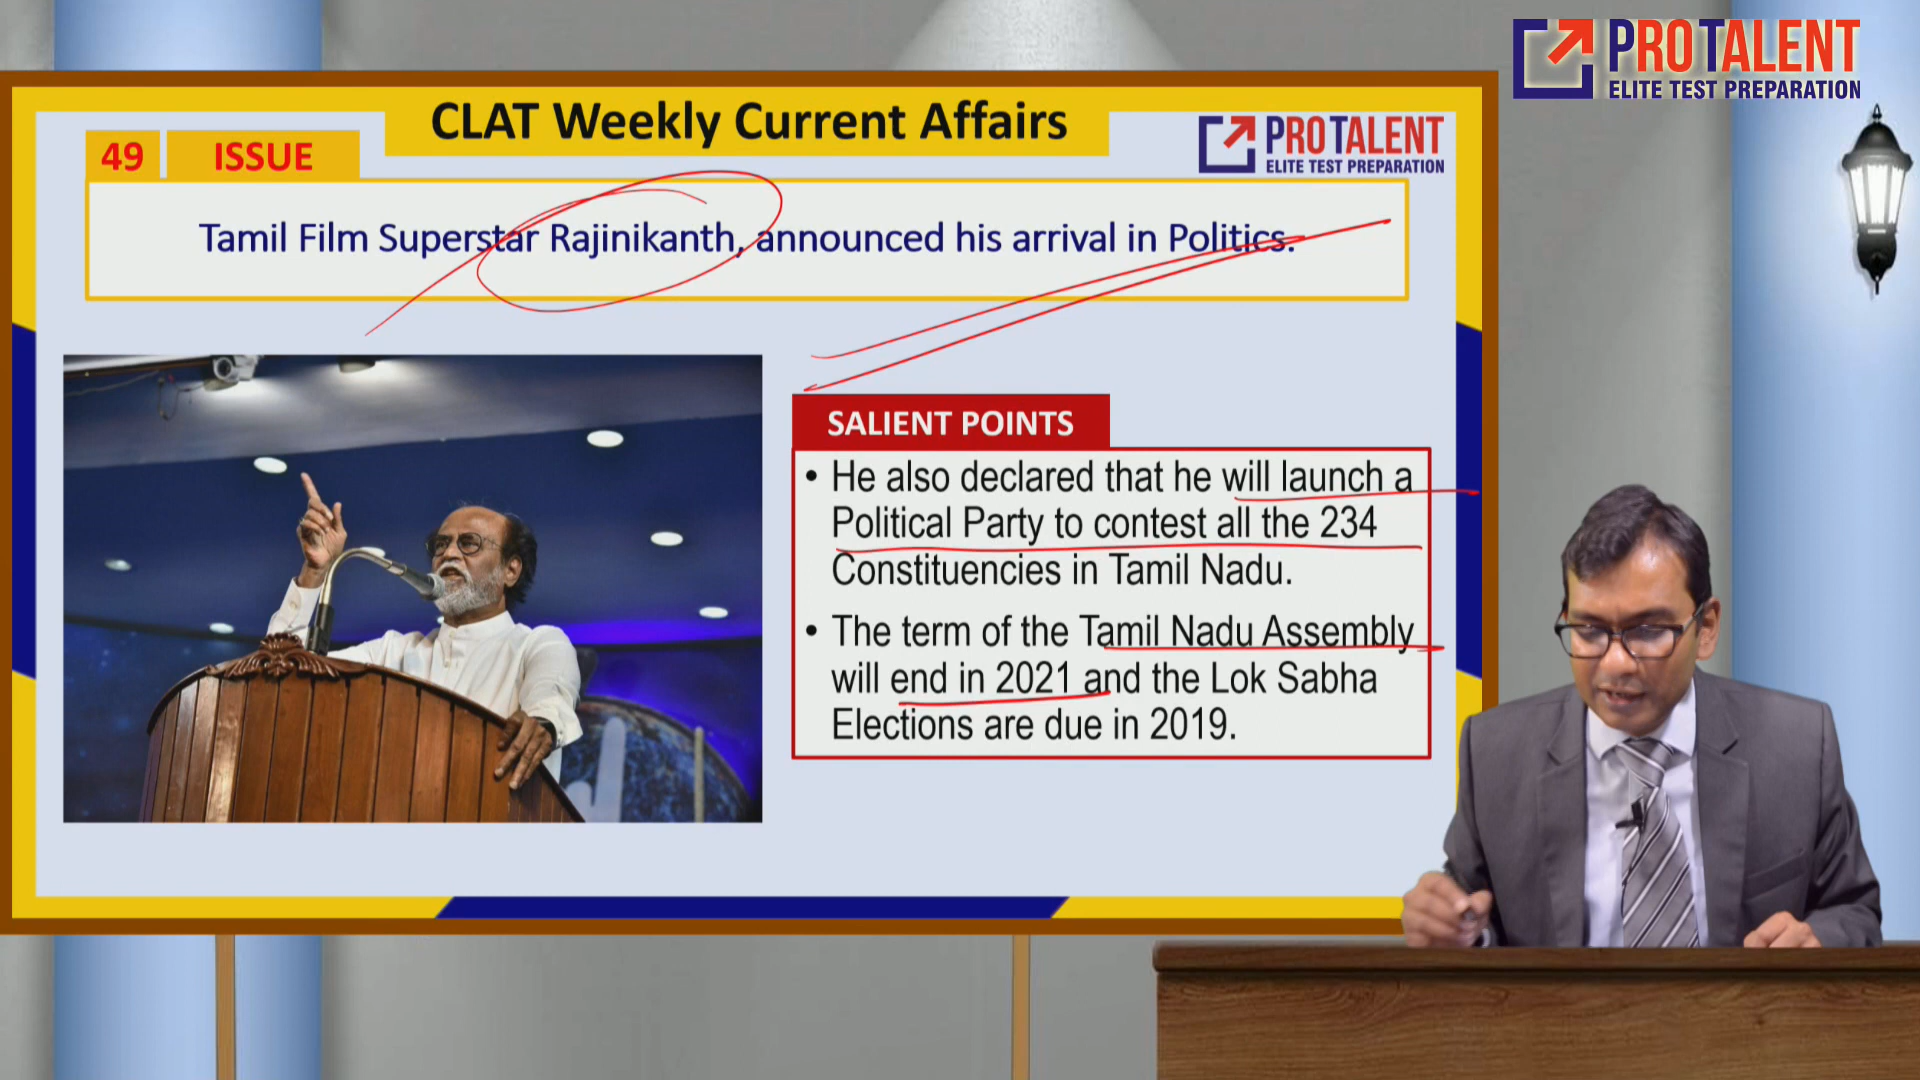 PROTALENT
ELITE TEST PREPARATION
CLAT Weekly Current Affairs
PROTALENT
ELITE TEST PREPARATION
49 ISSUE
Tamil Film Superstar Rajinikanth, announced his arrival in Politics.
SALIENT POINTS
• He also declared that he will launch a
Political Party to contest all the 234
Constituencies in Tamil Nadu.
• The term of the Tamil Nadu Assembly
will end in 2021 and the Lok Sabha
Elections are due in 2019.